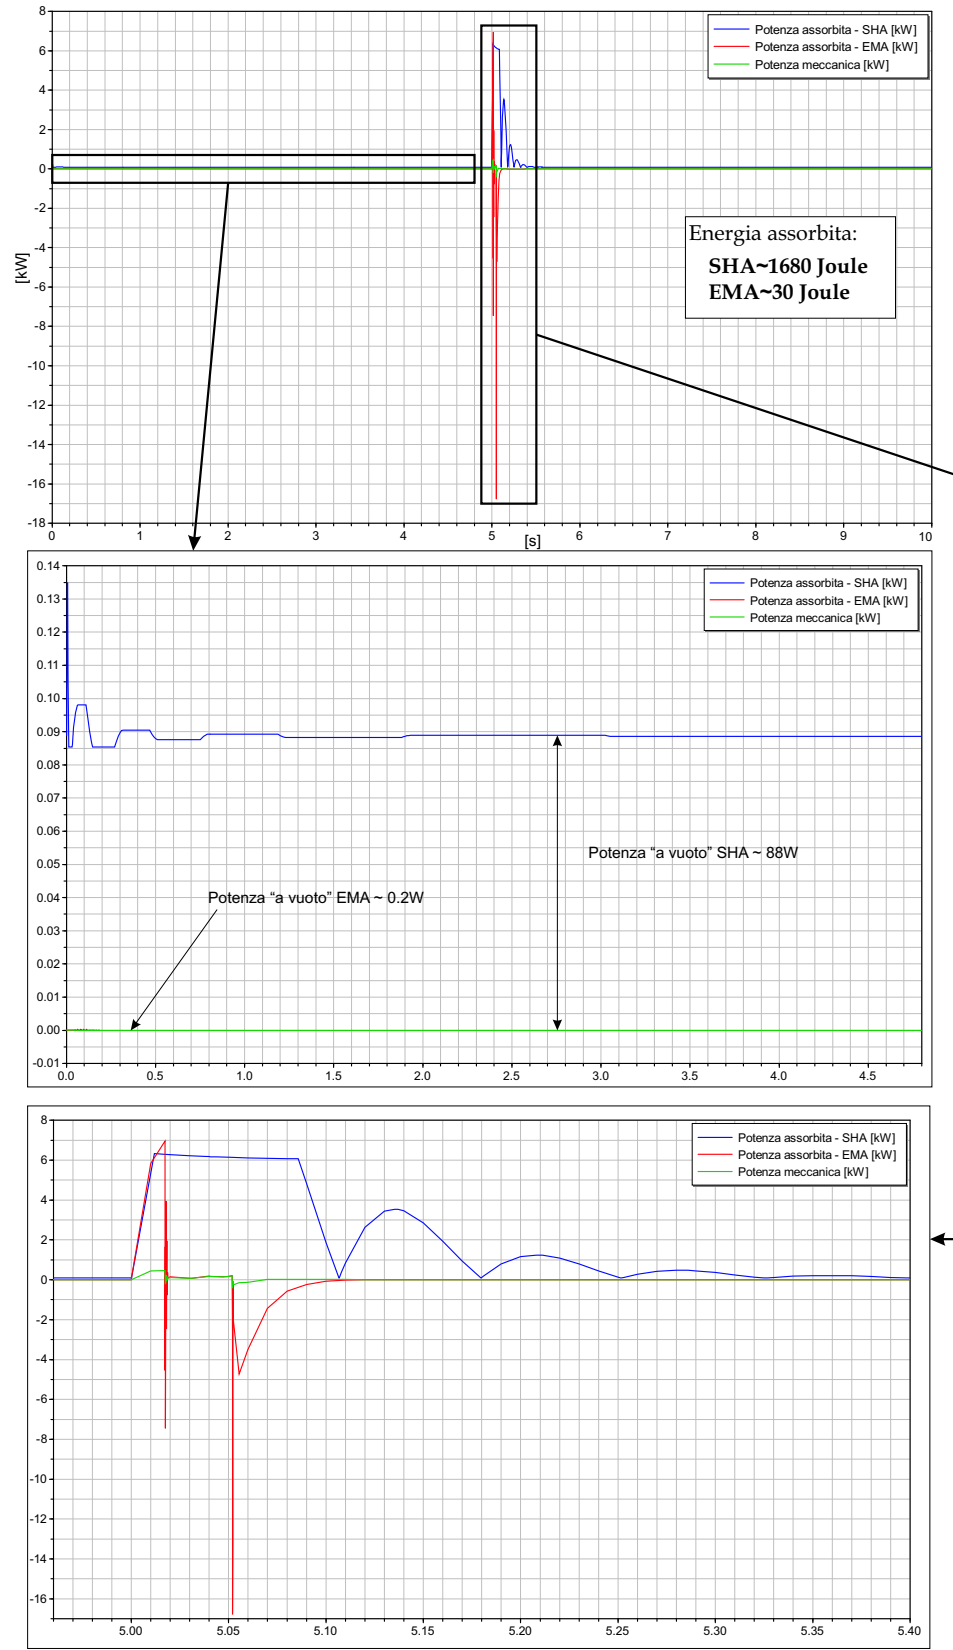 8
6
4
2
0
-2
-4
-6
-8
-10
-12
-14
-16
-18
[kW]
Potenza assorbita - SHA [kW]
Potenza assorbita - EMA [kW]
Potenza meccanica [kW]
Energia assorbita:
SHA~1680 Joule
EMA~30 Joule
0 1 2 3 4 5 6 7 8 9 10
[s]
0.14
0.13
0.12
0.11
0.10
0.09
0.08
0.07
0.06
0.05
0.04
0.03
0.02
0.01
0.00
-0.01
Potenza assorbita - SHA [kW]
Potenza assorbita - EMA [kW]
Potenza meccanica [kW]
Potenza “a vuoto” SHA ~ 88W
Potenza “a vuoto” EMA ~ 0.2W
0.0 0.5 1.0 1.5 2.0 2.5 3.0 3.5 4.0 4.5
8
6
4
2
0
-2
-4
-6
-8
-10
-12
-14
-16
Potenza assorbita - SHA [kW]
Potenza assorbita - EMA [kW]
Potenza meccanica [kW]
5.00 5.05 5.10 5.15 5.20 5.25 5.30 5.35 5.40